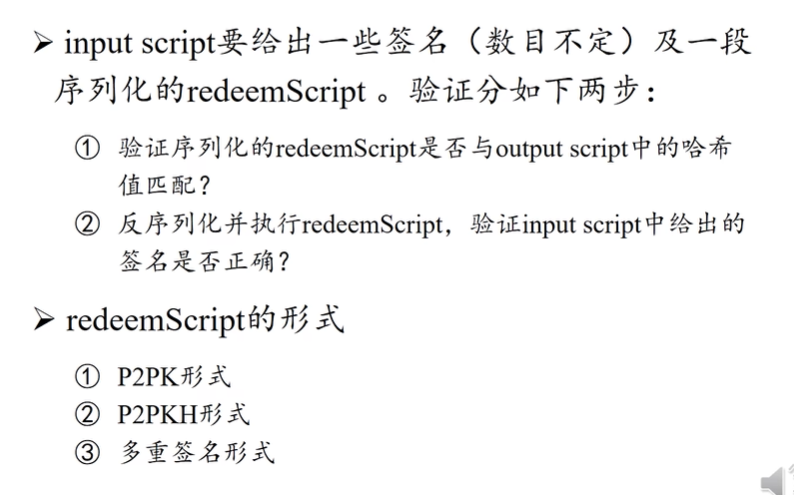 ➢ input script要给出一些签名（数目不定）及一段
序列化的redeemScript 。验证分如下两步：
① 验证序列化的redeemScript是否与output script中的哈希
值匹配？
② 反序列化并执行redeemScript，验证input script中给出的
签名是否正确？
➢ redeemScript的形式
① P2PK形式
② P2PKH形式
③ 多重签名形式